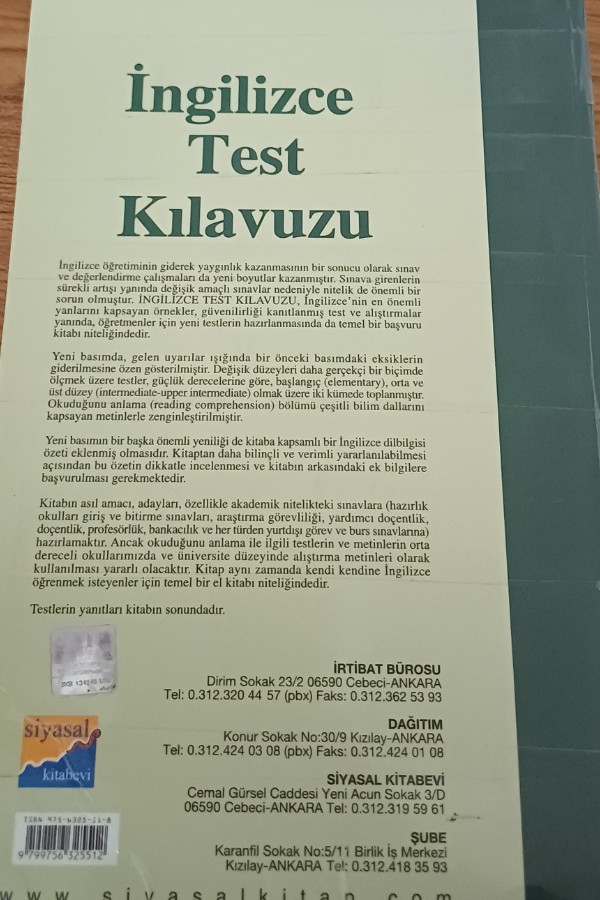 İngilizce
Test
Kılavuzu
İngilizce öğretiminin giderek yaygınlık kazanmasının bir sonucu olarak sınav
ve değerlendirme çalışmaları da yeni boyutlar kazanmıştır. Sınava girenlerin
sürekli artışı yanında değişik amaçlı sınavlar nedeniyle nitelik de önemli bir
sorun olmuştur. İNGİLİZCE TEST KILAVUZU, İngilizce'nin en önemli
yanlarını kapsayan örnekler, güvenilirliği kanıtlanmış test ve alıştırmalar
yanında, öğretmenler için yeni testlerin hazırlanmasında da temel bir başvuru
kitabı niteliğindedir.
Yeni basımda, gelen uyarılar ışığında bir önceki basımdaki eksiklerin
giderilmesine özen gösterilmiştir. Değişik düzeyleri daha gerçekçi bir biçimde
ölçmek üzere testler, güçlük derecelerine göre, başlangıç (elementary), orta ve
üst düzey (intermediate-upper intermediate) olmak üzere iki kümede toplanmıştır.
Okuduğunu anlama (reading comprehension) bölümü çeşitli bilim dallarını
kapsayan metinlerle zenginleştirilmiştir.
Yeni basımın bir başka önemli yeniliği de kitaba kapsamlı bir İngilizce dilbilgisi
özeti eklenmiş olmasıdır. Kitaptan daha bilinçli ve verimli yararlanılabilmesi
açısından bu özetin dikkatle incelenmesi ve kitabın arkasındaki ek bilgilere
başvurulması gerekmektedir.
Kitabın asıl amacı, adayları, özellikle akademik nitelikteki sınavlara (hazırlık
okulları giriş ve bitirme sınavları, araştırma görevliliği, yardımcı doçentlik,
doçentlik, profesörlük, bankacılık ve her türden yurtdışı görev ve burs sınavlarına)
hazırlamaktır. Ancak okuduğunu anlama ile ilgili testlerin ve metinlerin orta
dereceli okullarımızda ve üniversite düzeyinde alıştırma metinleri olarak
kullanılması yararlı olacaktır. Kitap aynı zamanda kendi kendine İngilizce
öğrenmek isteyenler için temel bir el kitabı niteliğindedir.
Testlerin yanıtları kitabın sonundadır.
İRTİBAT BÜROSU
Dirim Sokak 23/2 06590 Cebeci-ANKARA
Tel: 0.312.320 44 57 (pbx) Faks: 0.312.362 53 93
DAĞITIM
Konur Sokak No:30/9 Kızılay-ANKARA
Tel: 0.312.424 03 08 (pbx) Faks: 0.312.424 01 08
SİYASAL KİTABEVİ
Cemal Gürsel Caddesi Yeni Acun Sokak 3/D
06590 Cebeci-ANKARA Tel: 0.312.319 59 61
ŞUBE
Karanfil Sokak No:5/11 Birlik İş Merkezi
Kızılay-ANKARA Tel: 0.312.418 35 93
siyasal
kitabevi
ISBN 975-6325-51-8
9 799756 325512
www.siyasalkitap.com